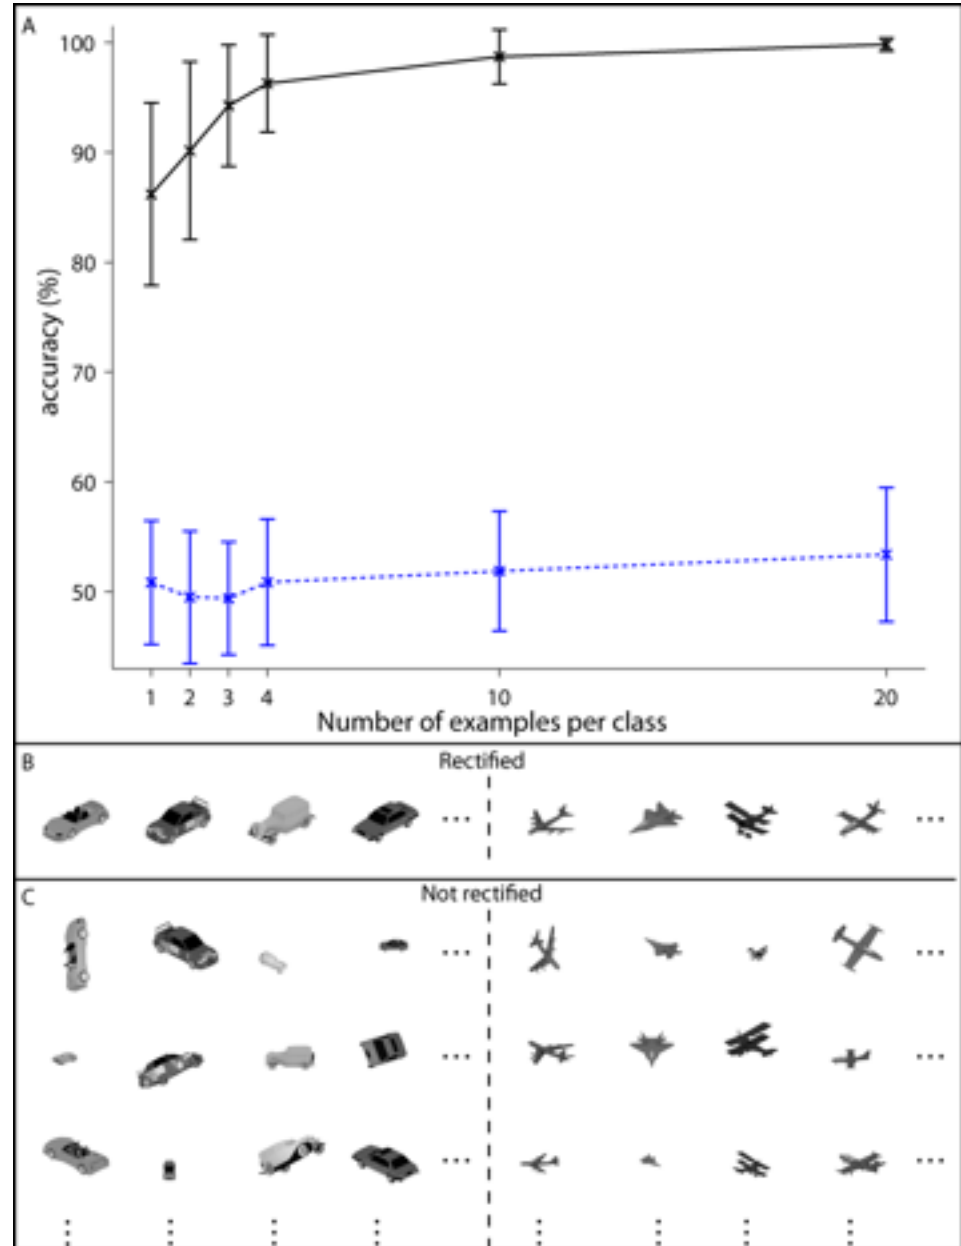 A
100
90
80
70
60
50
accuracy (%)
1 2 3 4 10 20
Number of examples per class
B
Rectified
... ...
C
Not rectified
... ...
... ...
... ...